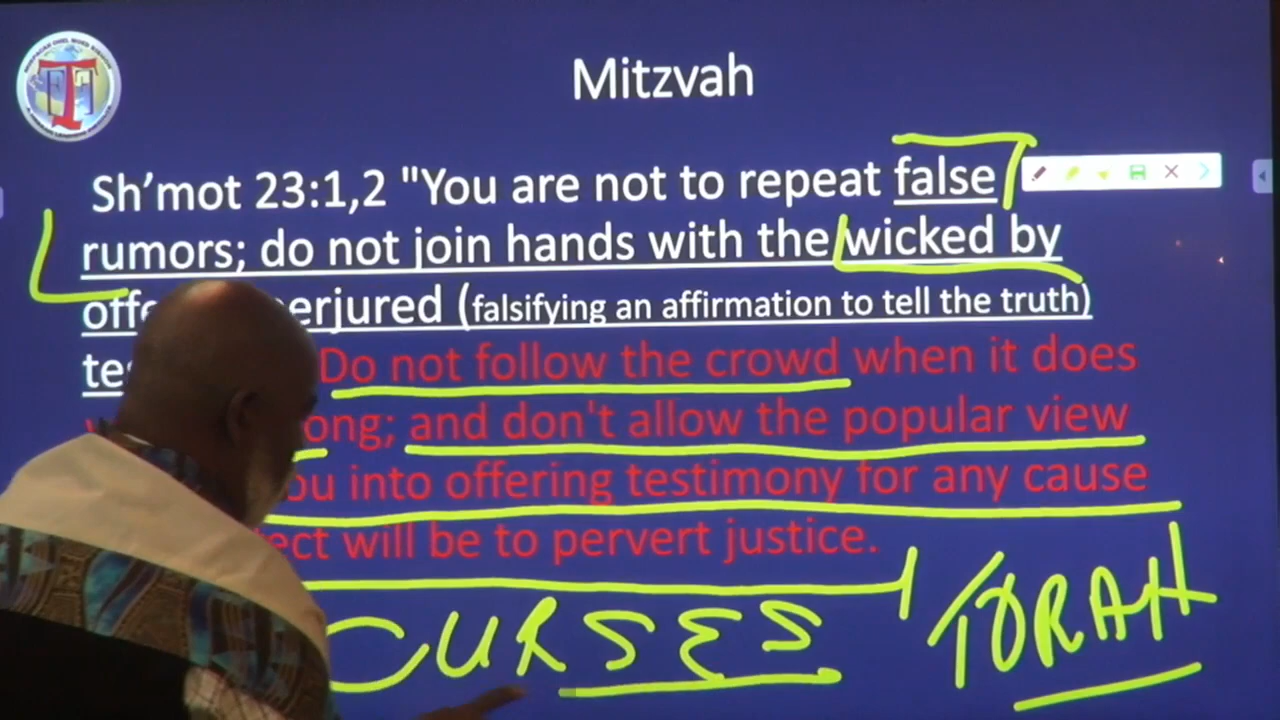 Mitzvah
Sh’mot 23:1,2 "You are not to repeat false
rumors; do not join hands with the wicked by
erjured (falsifying an affirmation to tell the truth)
Do not follow the crowd when it does
ong; and don't allow the popular view
ou into offering testimony for any cause
ect will be to pervert justice.
CURSES TORAH